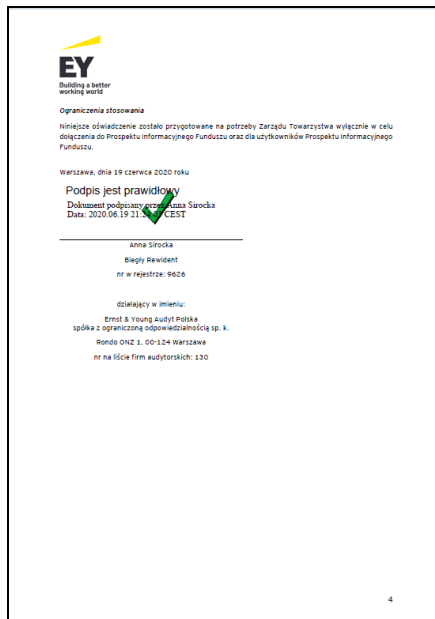 EY
Building a better
working world
Ograniczenia stosowania
Niniejsze oświadczenie zostało przygotowane na potrzeby Zarządu Towarzystwa wyłącznie w celu
dołączenia do Prospektu Informacyjnego Funduszu oraz dla użytkowników Prospektu Informacyjnego
Funduszu.
Warszawa, dnia 19 czerwca 2020 roku
Podpis jest prawidłowy
Dokument podpisany przez Anna Sirocka
Data: 2020.06.19 CEST
Anna Sirocka
Biegły Rewident
nr w rejestrze: 9626
działający w imieniu:
Ernst & Young Audyt Polska
spółka z ograniczoną odpowiedzialnością sp. k.
Rondo ONZ 1, 00-124 Warszawa
nr na liście firm audytorskich: 130
4